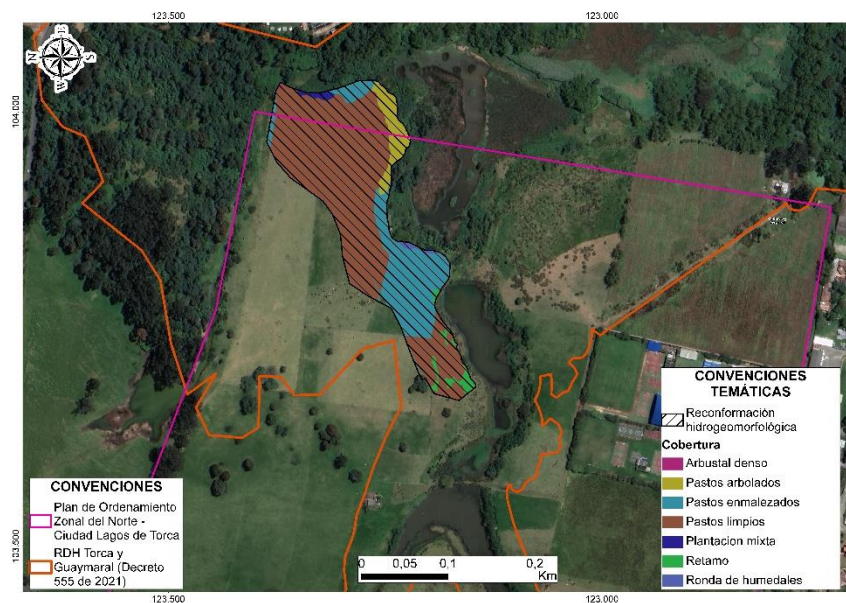 123.500
123.000
N
E
S
W
104.000
103.500
CONVENCIONES
Plan de Ordenamiento
Zonal del Norte -
Ciudad Lagos de Torca
RDH Torca y
Guaymaral (Decreto
555 de 2021)
0
0,05
0,1
0,2
Km
CONVENCIONES
TEMÁTICAS
Reconformación
hidrogeomorfológica
Cobertura
Arbustal denso
Pastos arbolados
Pastos enmalezados
Pastos limpios
Plantacion mixta
Retamo
Ronda de humedales
123.500
123.000